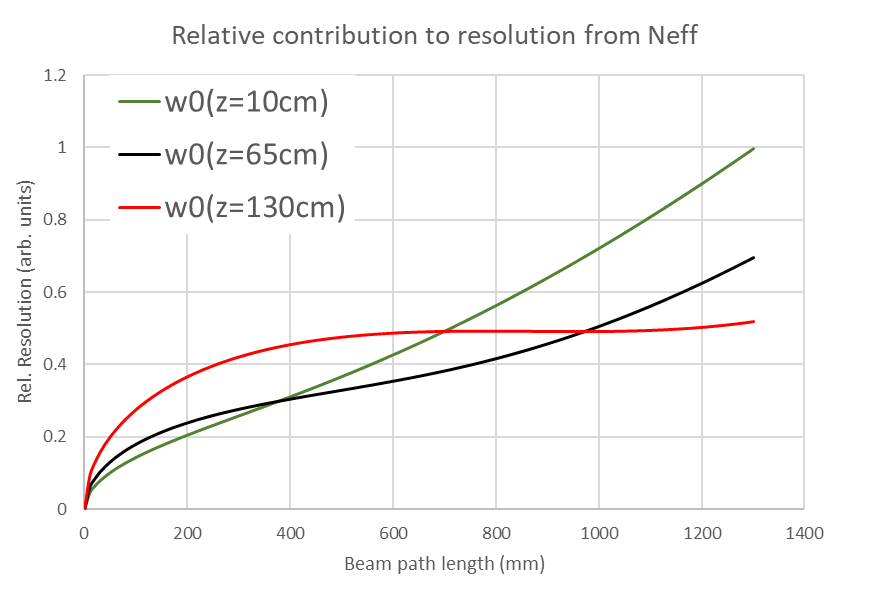 Relative contribution to resolution from Neff
Rel. Resolution (arb. units)
1.2
1
0.8
0.6
0.4
0.2
0
w0(z=10cm)
w0(z=65cm)
w0(z=130cm)
0 200 400 600 800 1000 1200 1400
Beam path length (mm)